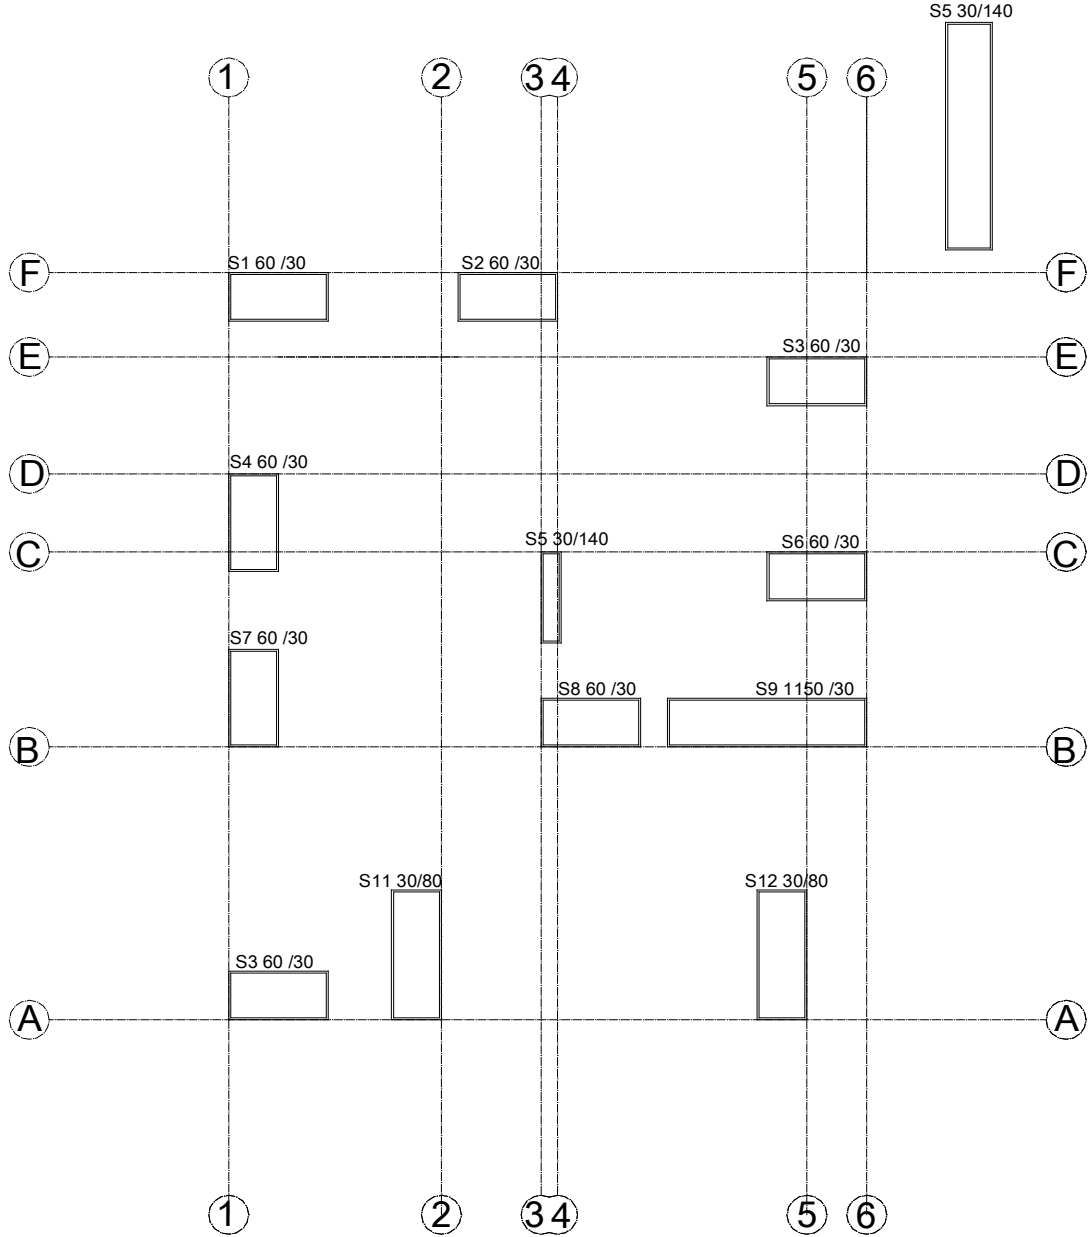 S5 30/140
1 2 3 4 5 6
S1 60 /30 S2 60 /30
F F
S3 60 /30
E E
S4 60 /30
D D
S5 30/140 S6 60 /30
C C
S7 60 /30
S8 60 /30 S9 1150 /30
B B
S11 30/80 S12 30/80
S3 60 /30
A A
1 2 3 4 5 6